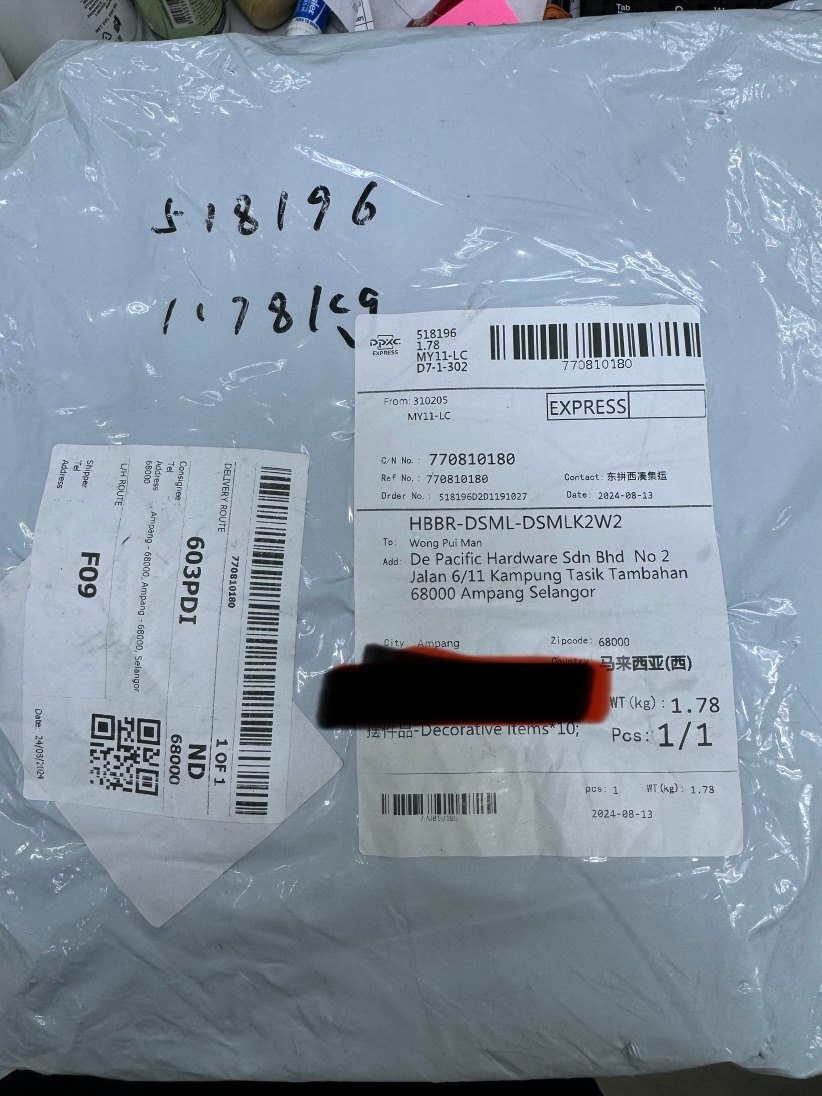 Tab
518196
1.78kg
DPXC
EXPRESS
518196
1.78
MY11-LC
D7-1-302
770810180
From: 310205
MY11-LC
EXPRESS
C/N No.: 770810180
Ref No.: 770810180
Contact: 东拼西凑集运
Order No.: 518196D2D1191027
Date: 2024-08-13
HBBR-DSML-DSMLK2W2
To: Wong Pui Man
Add: De Pacific Hardware Sdn Bhd No 2
Jalan 6/11 Kampung Tasik Tambahan
68000 Ampang Selangor
City: Ampang
Zipcode: 68000
Country: 马来西亚(西)
WT(kg): 1.78
摆件品-Decorative items*10;
Pcs: 1/1
pcs: 1 WT(kg): 1.78
770810180
2024-08-13
770810180
DELIVERY ROUTE
603PDI
1 OF 1
ND
68000
Consignee :
Tel :
Address : Ampang - 68000, Ampang - 68000, Selangor
68000
L/H ROUTE
F09
Shipper :
Tel :
Address :
Date: 24/08/2024